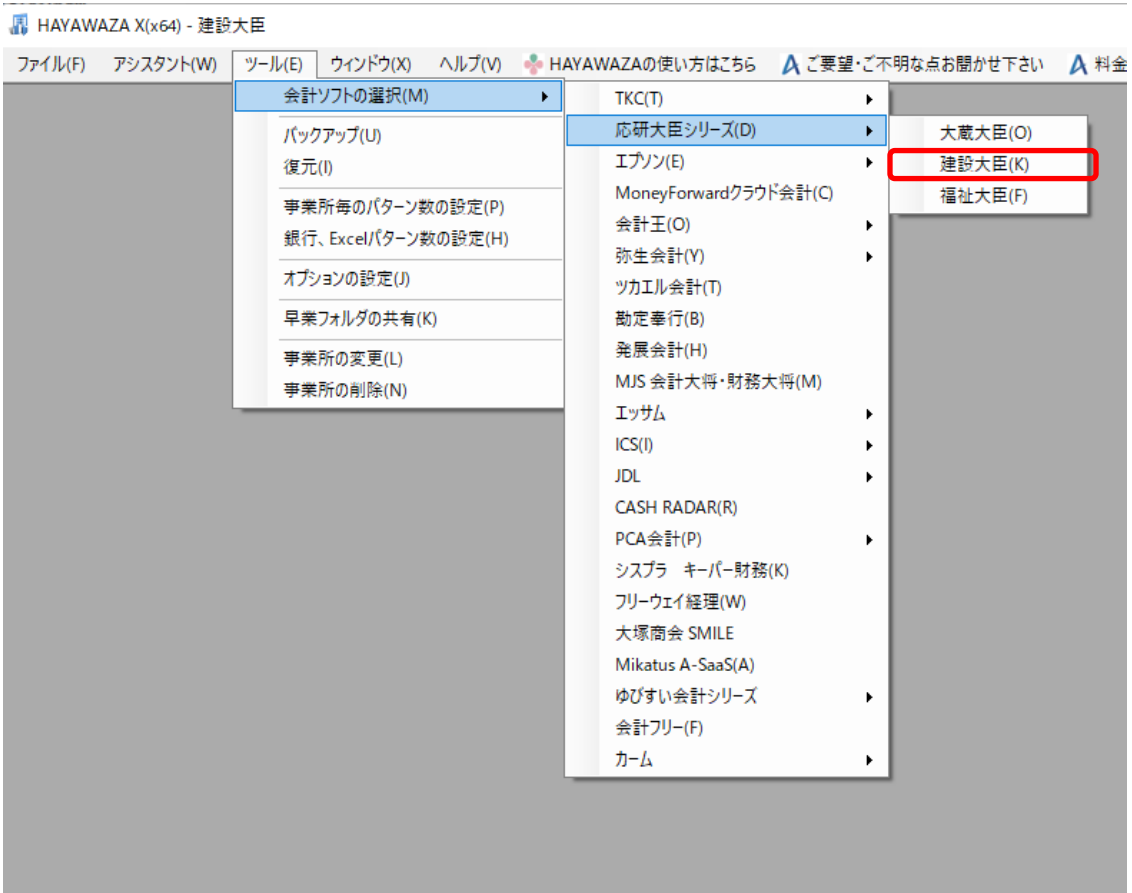 HAYAWAZA X(x64) - 建設大臣
ファイル(F) アシスタント(W) ツール(E) ウィンドウ(X) ヘルプ(V) HAYAWAZAの使い方はこちら ご要望・ご不明な点お聞かせ下さい 料金
会計ソフトの選択(M)
バックアップ(U)
復元(I)
事業所毎のパターン数の設定(P)
銀行、Excelパターン数の設定(H)
オプションの設定(J)
早業フォルダの共有(K)
事業所の変更(L)
事業所の削除(N)
TKC(T)
応研大臣シリーズ(D)
エプソン(E)
MoneyForwardクラウド会計(C)
会計王(O)
弥生会計(Y)
ツカエル会計(T)
勘定奉行(B)
発展会計(H)
MJS 会計大将・財務大将(M)
エッサム
ICS(I)
JDL
CASH RADAR(R)
PCA会計(P)
シスプラ　キーパー財務(K)
フリーウェイ経理(W)
大塚商会 SMILE
Mikatus A-SaaS(A)
ゆびすい会計シリーズ
会計フリー(F)
カーム
大蔵大臣(O)
建設大臣(K)
福祉大臣(F)